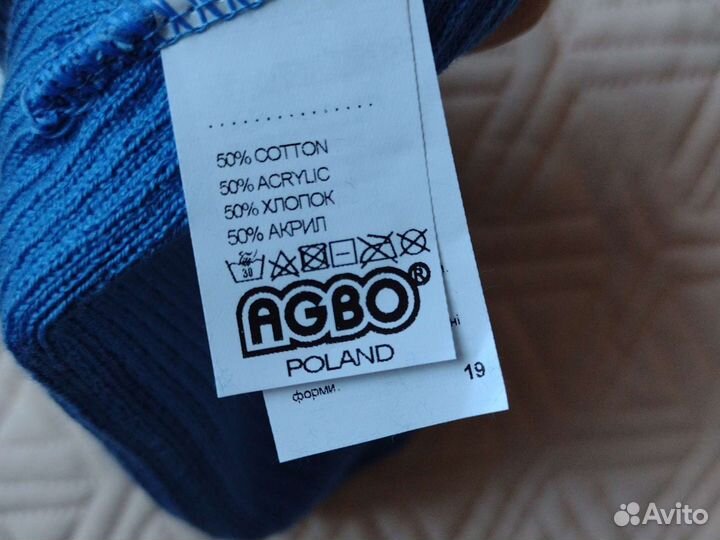 50% COTTON
50% ACRYLIC
50% ХЛОПОК
50% АКРИЛ
30
AGBO®
POLAND
ні
форми. 19
Avito